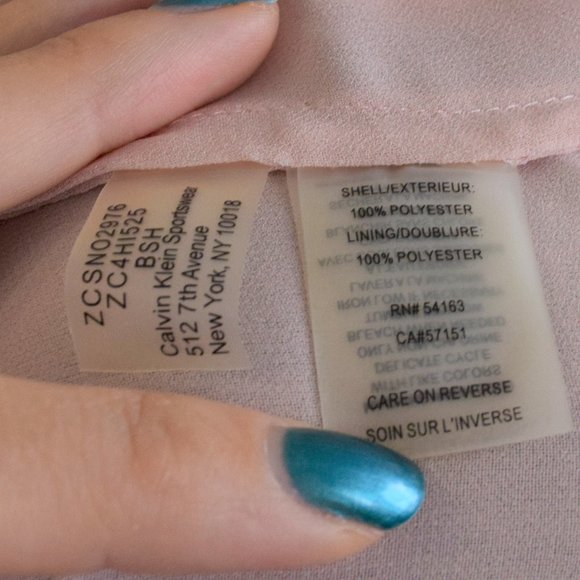 ZCSNO2976
ZC4HI525
BSH
Calvin Klein Sportswear
512 7th Avenue
New York, NY 10018
SHELL/EXTERIEUR:
100% POLYESTER
LINING/DOUBLURE:
100% POLYESTER
RN# 54163
CA#57151
CARE ON REVERSE
SOIN SUR L'INVERSE